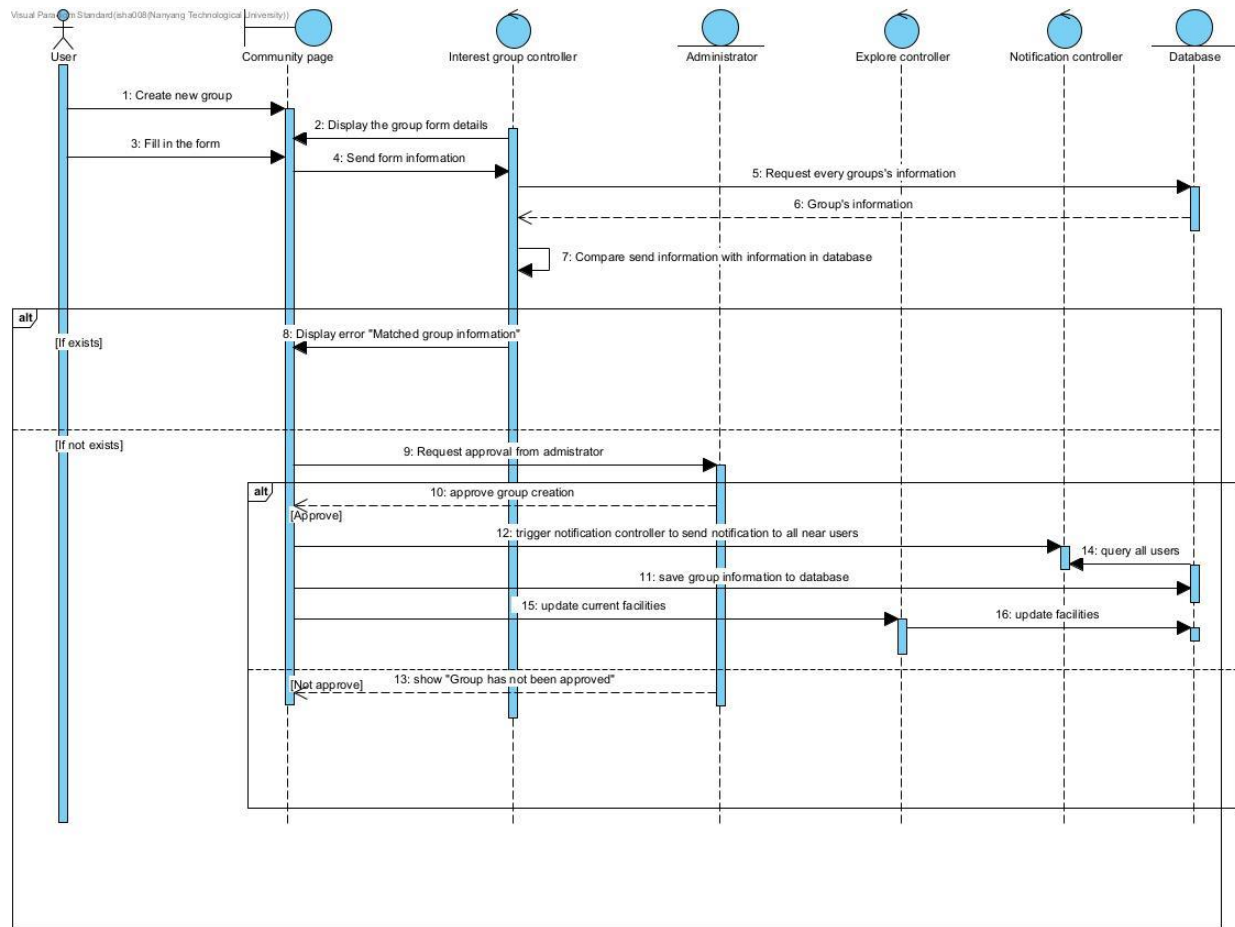 Visual Paradigm Standard(isha008(Nanyang Technological University))
User
Community page
Interest group controller
Administrator
Explore controller
Notification controller
Database
1: Create new group
2: Display the group form details
3: Fill in the form
4: Send form information
5: Request every groups's information
6: Group's information
7: Compare send information with information in database
alt
8: Display error "Matched group information"
[If exists]
[If not exists]
9: Request approval from admistrator
alt
10: approve group creation
[Approve]
12: trigger notification controller to send notification to all near users
14: query all users
11: save group information to database
15: update current facilities
16: update facilities
13: show "Group has not been approved"
[Not approve]